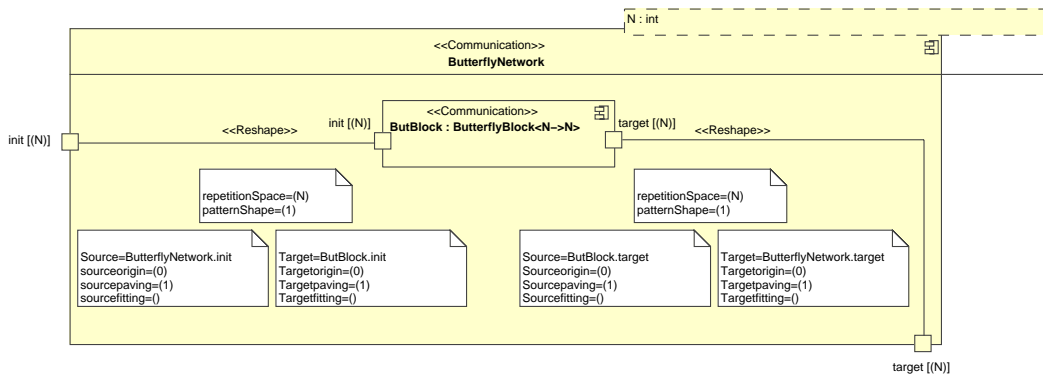 N : int
<<Communication>>
ButterflyNetwork
<<Communication>>
ButBlock : ButterflyBlock<N−>N>
init [(N)]
<<Reshape>>
init [(N)]
target [(N)]
<<Reshape>>
repetitionSpace=(N)
patternShape=(1)
repetitionSpace=(N)
patternShape=(1)
Source=ButterflyNetwork.init
sourceorigin=(0)
sourcepaving=(1)
sourcefitting=()
Target=ButBlock.init
Targetorigin=(0)
Targetpaving=(1)
Targetfitting=()
Source=ButBlock.target
Sourceorigin=(0)
Sourcepaving=(1)
Sourcefitting=()
Target=ButterflyNetwork.target
Targetorigin=(0)
Targetpaving=(1)
Targetfitting=()
target [(N)]